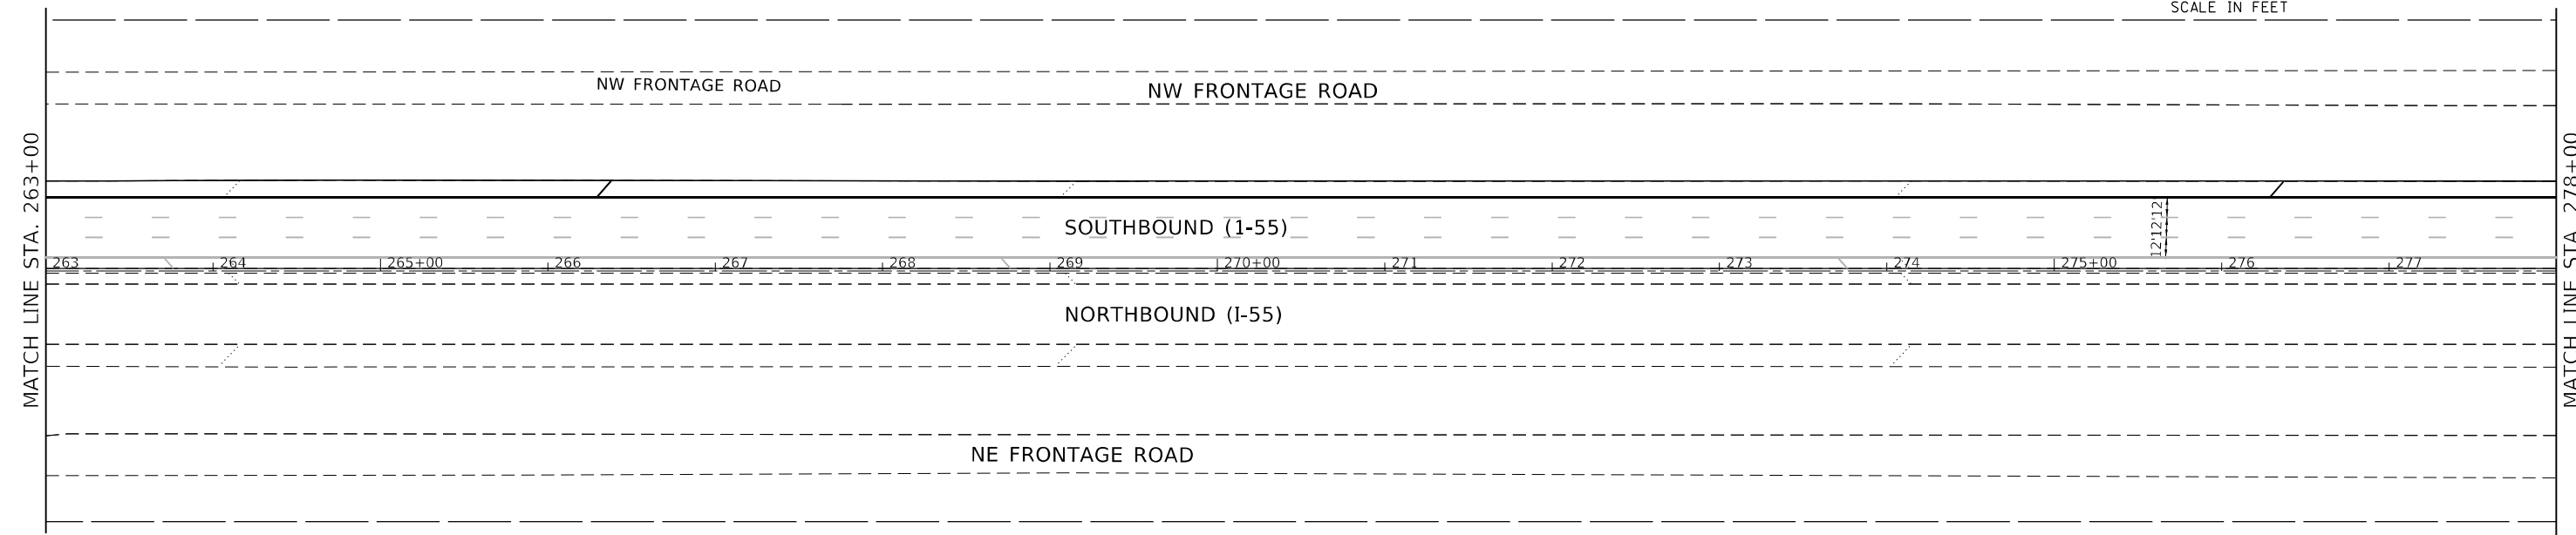 SCALE IN FEET
NW FRONTAGE ROAD
NW FRONTAGE ROAD
MATCH LINE STA. 263+00
MATCH LINE STA. 278+00
12'12'12'
SOUTHBOUND (1-55)
263 264 265+00 266 267 268 269 270+00 271 272 273 274 275+00 276 277
NORTHBOUND (I-55)
NE FRONTAGE ROAD